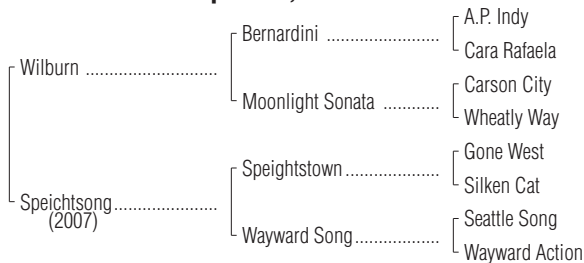 A.P. Indy
Bernardini ....................
Cara Rafaela
Wilburn ...............................
Carson City
Moonlight Sonata ............
Wheatly Way
Gone West
Speightstown.................
Silken Cat
Speichtsong........................
(2007)
Seattle Song
Wayward Song................
Wayward Action